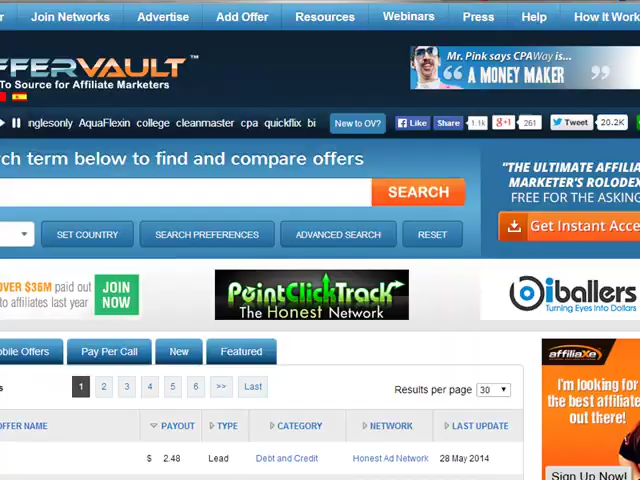 Join Networks Advertise Add Offer Resources Webinars Press Help How It Work
FFERVAULT™
To Source for Affiliate Marketers
Mr. Pink says CPAWay is...
“ A MONEY MAKER ”
nglesonly AquaFlexin college cleanmaster cpa quickflix bi New to OV? Like Share 1.1k +1 261 Tweet 20.2K
rch term below to find and compare offers
SEARCH
SET COUNTRY SEARCH PREFERENCES ADVANCED SEARCH RESET
"THE ULTIMATE AFFILIA
MARKETER'S ROLODEX
FREE FOR THE ASKING
Get Instant Acce
OVER $36M paid out
to affiliates last year
JOIN
NOW
PointClickTrack
The Honest Network
iballers
Turning Eyes Into Dollars
obile Offers Pay Per Call New Featured
s 1 2 3 4 5 6 >> Last Results per page 30
OFFER NAME PAYOUT TYPE CATEGORY NETWORK LAST UPDATE
$ 2.48 Lead Debt and Credit Honest Ad Network 28 May 2014
affiliaXe
I'm looking for
the best affiliate
out there!
Sign Up Now!